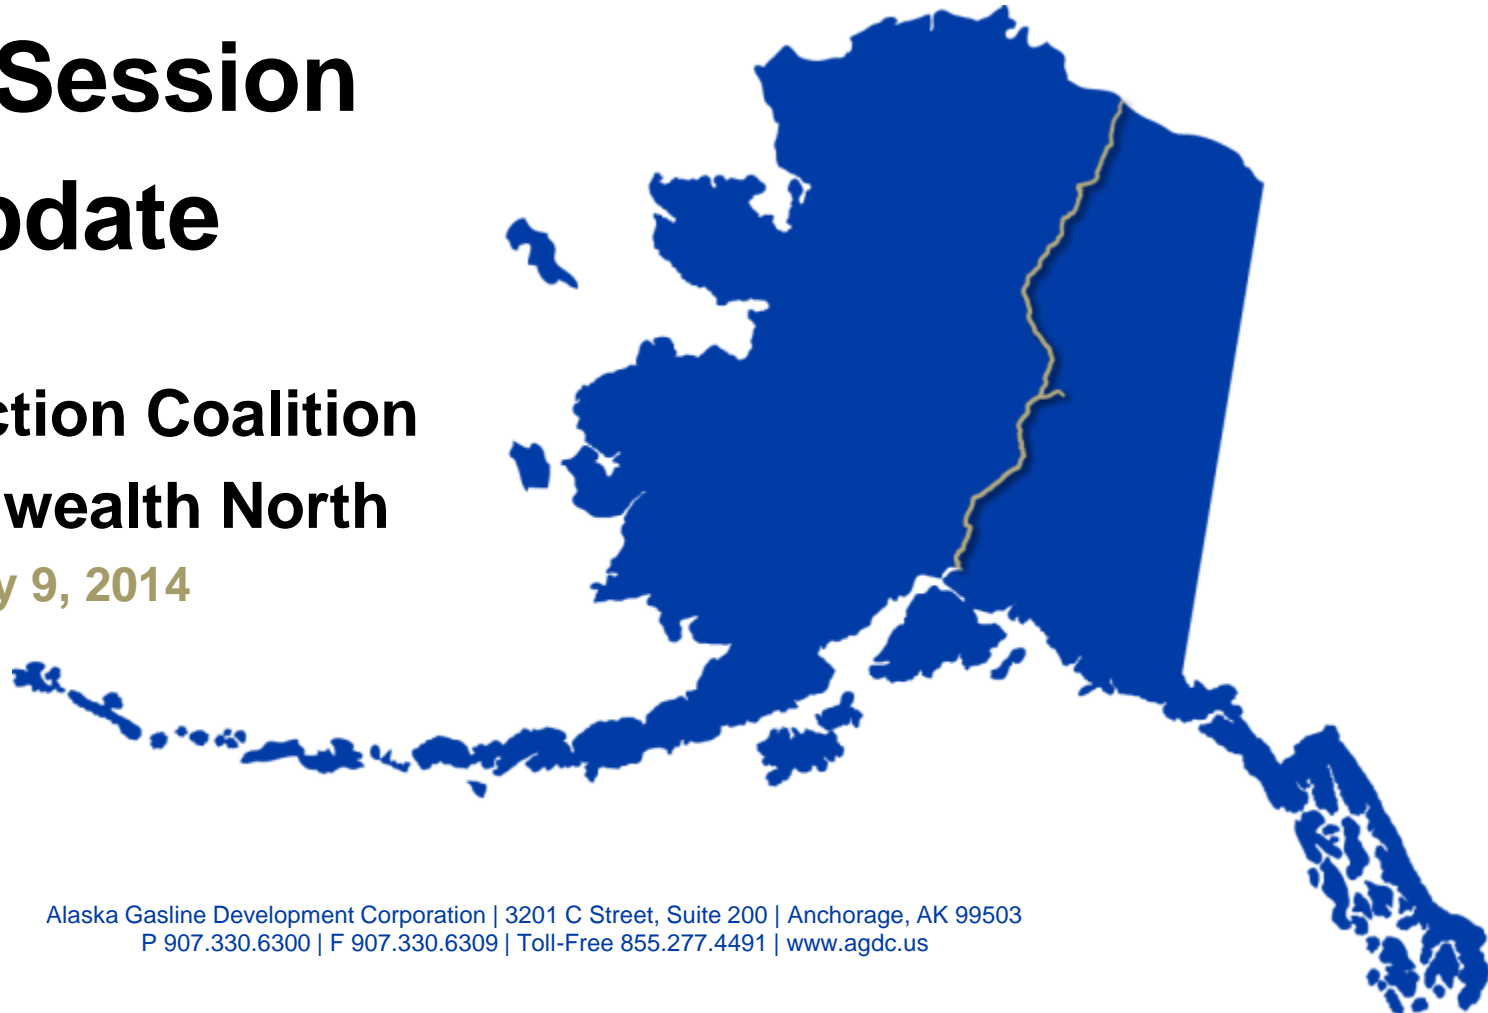 Session
odate
ction Coalition
wealth North
y 9, 2014
Alaska Gasline Development Corporation | 3201 C Street, Suite 200 | Anchorage, AK 99503
P 907.330.6300 | F 907.330.6309 | Toll-Free 855.277.4491 | www.agdc.us